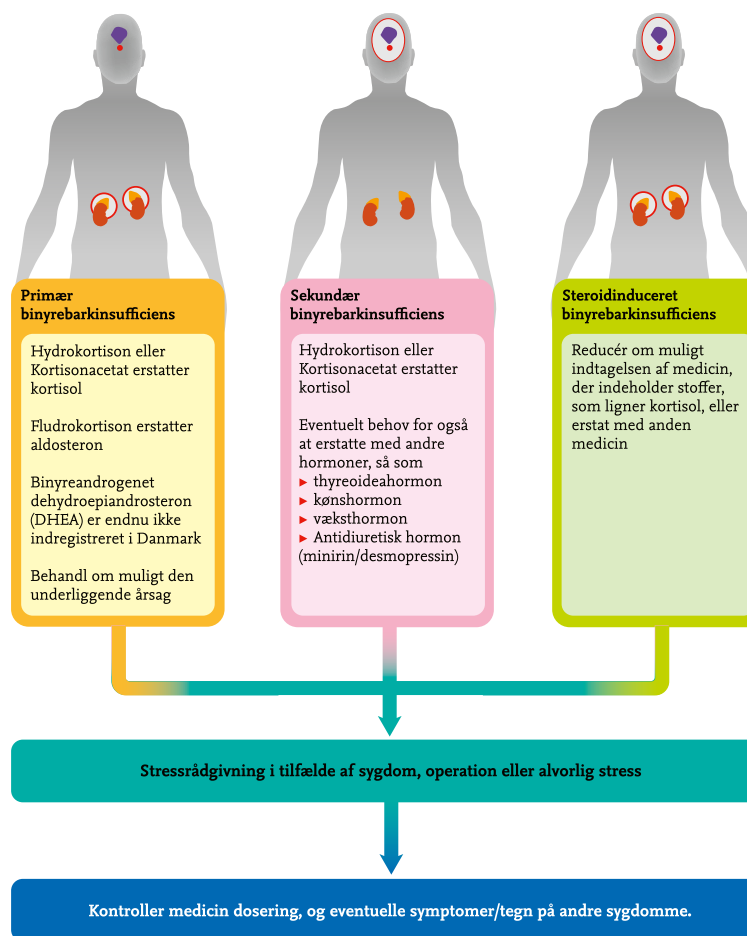 Primær
binyrebarkinsufficiens
Hydrokortison eller
Kortisonacetat erstatter
kortisol
Fludrokortison erstatter
aldosteron
Binyreandrogenet
dehydroepiandrosteron
(DHEA) er endnu ikke
indregistreret i Danmark
Behandl om muligt den
underliggende årsag
Sekundær
binyrebarkinsufficiens
Hydrokortison eller
Kortisonacetat erstatter
kortisol
Eventuelt behov for også
at erstatte med andre
hormoner, så som
▶ thyreoideahormon
▶ kønshormon
▶ væksthormon
▶ Antidiuretisk hormon
(minirin/desmopressin)
Steroidinduceret
binyrebarkinsufficiens
Reducér om muligt
indtagelsen af medicin,
der indeholder stoffer,
som ligner kortisol, eller
erstat med anden
medicin
Stressrådgivning i tilfælde af sygdom, operation eller alvorlig stress
Kontroller medicin dosering, og eventuelle symptomer/tegn på andre sygdomme.